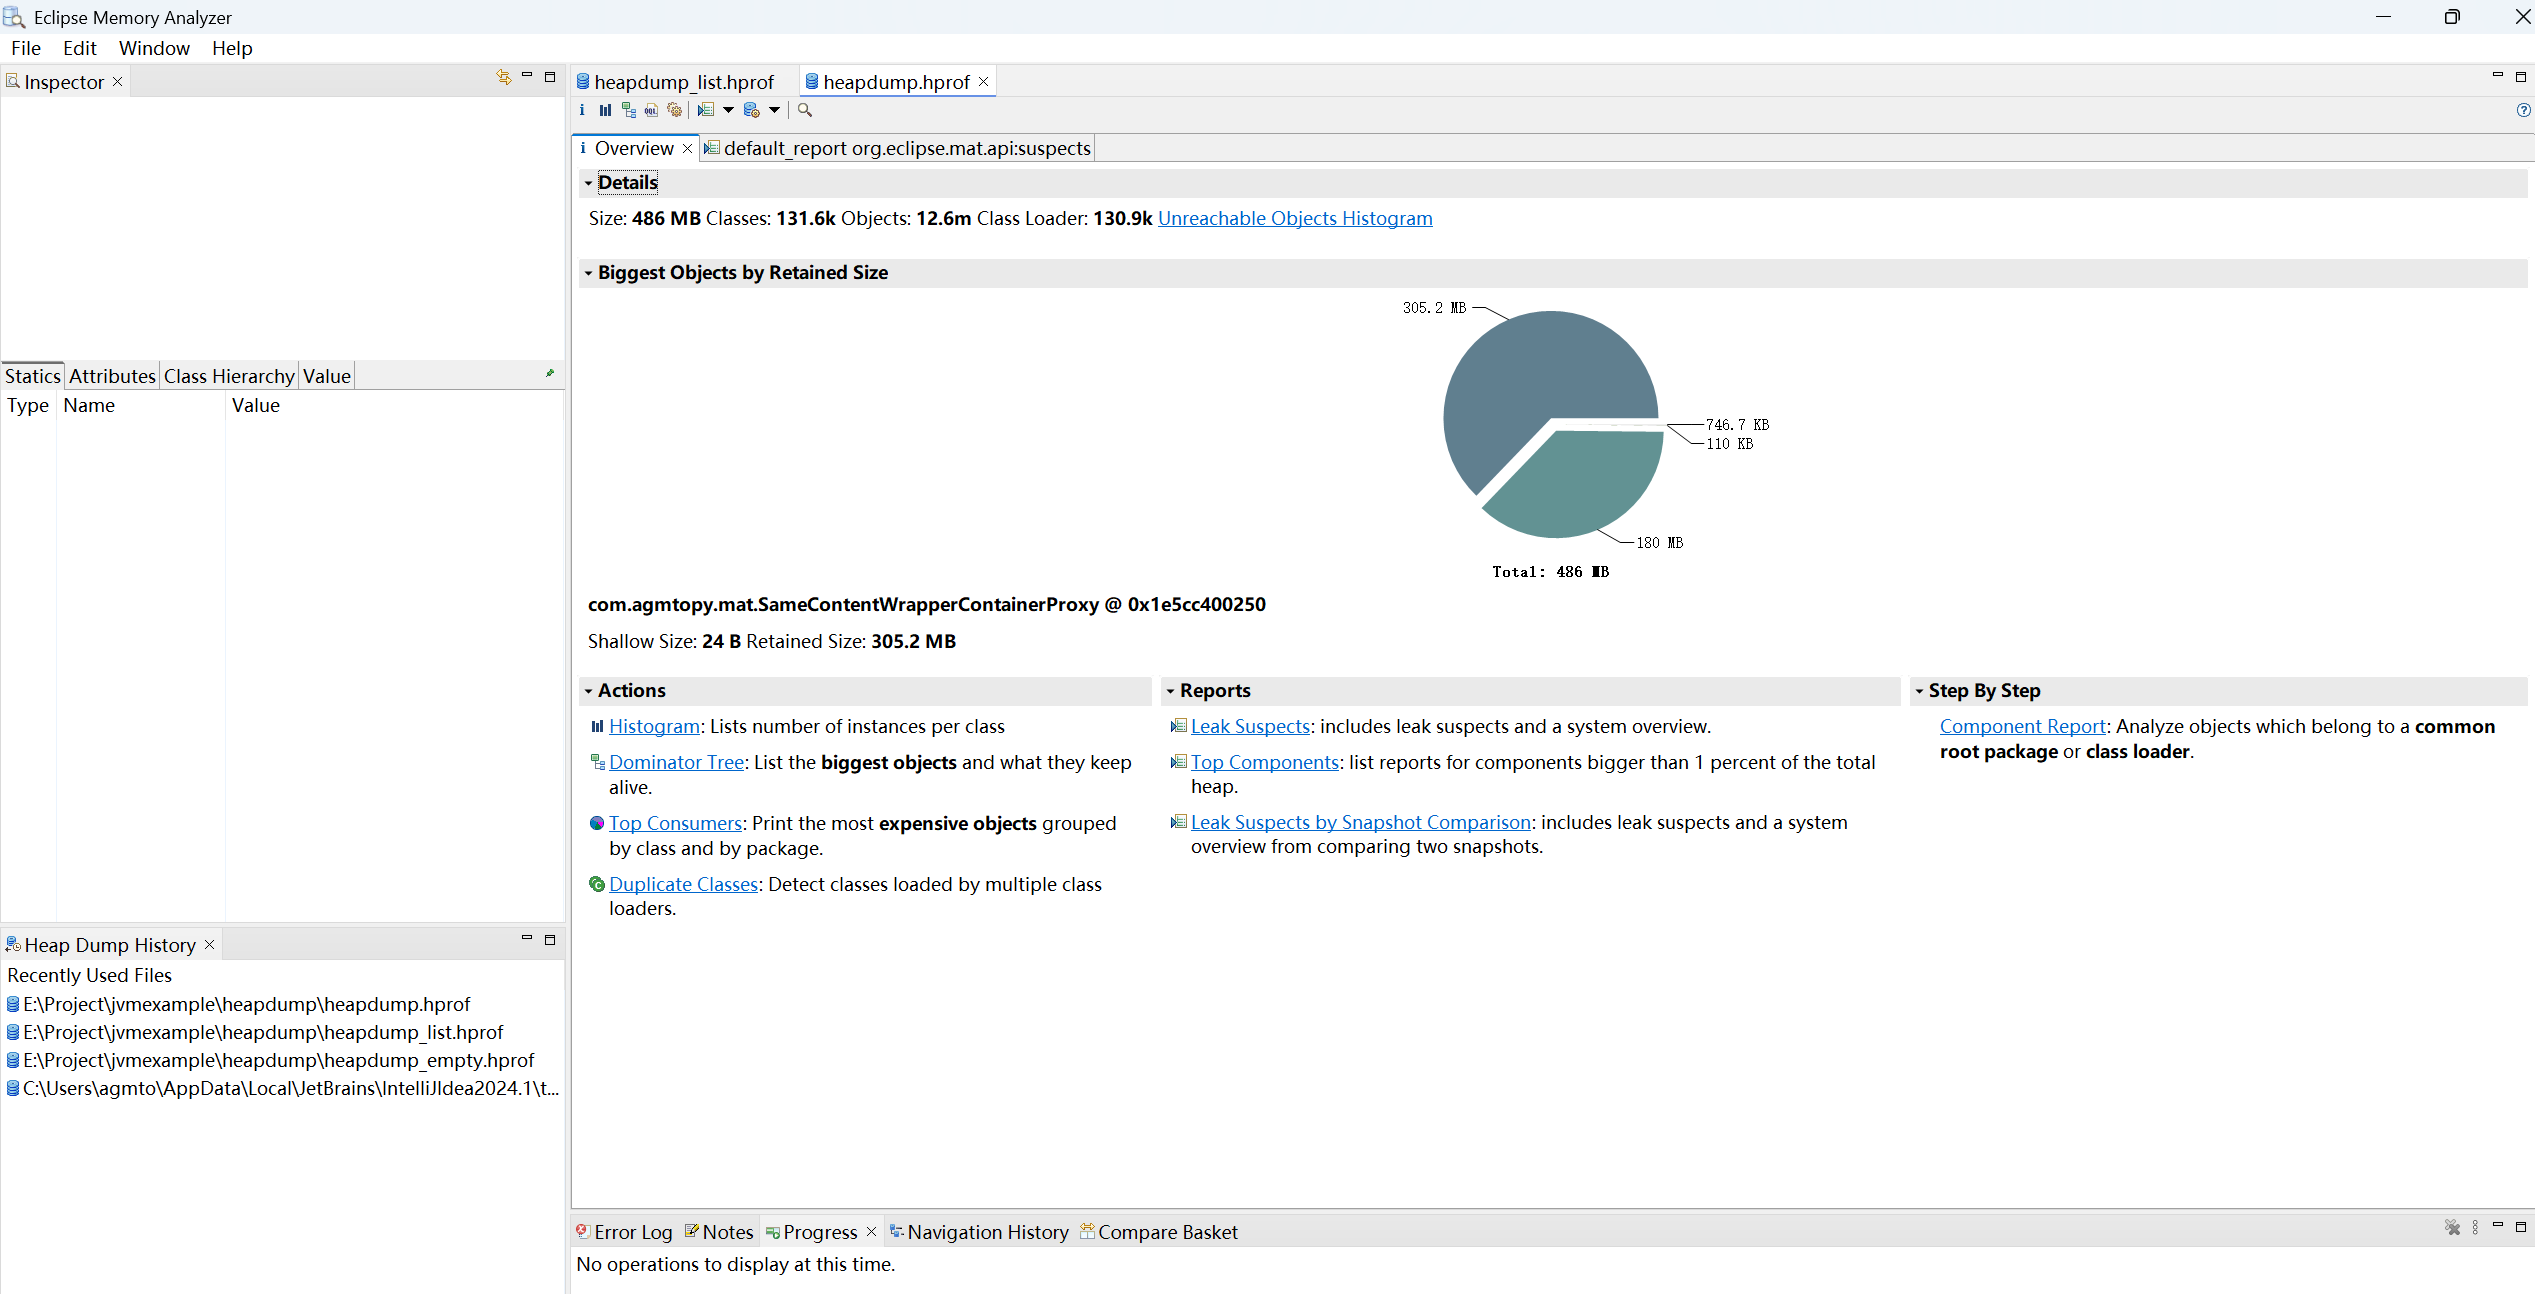 Eclipse Memory Analyzer
File Edit Window Help
Inspector
Statics Attributes Class Hierarchy Value
Type Name Value
Heap Dump History
Recently Used Files
E:\Project\jvmexample\heapdump\heapdump.hprof
E:\Project\jvmexample\heapdump\heapdump_list.hprof
E:\Project\jvmexample\heapdump\heapdump_empty.hprof
C:\Users\agmto\AppData\Local\JetBrains\IntelliJIdea2024.1\t...
heapdump_list.hprof heapdump.hprof
Overview default_report org.eclipse.mat.api:suspects
Details
Size: 486 MB Classes: 131.6k Objects: 12.6m Class Loader: 130.9k Unreachable Objects Histogram
Biggest Objects by Retained Size
305.2 MB
746.7 KB
110 KB
180 MB
Total: 486 MB
com.agmtopy.mat.SameContentWrapperContainerProxy @ 0x1e5cc400250
Shallow Size: 24 B Retained Size: 305.2 MB
Actions
Histogram: Lists number of instances per class
Dominator Tree: List the biggest objects and what they keep
alive.
Top Consumers: Print the most expensive objects grouped
by class and by package.
Duplicate Classes: Detect classes loaded by multiple class
loaders.
Reports
Leak Suspects: includes leak suspects and a system overview.
Top Components: list reports for components bigger than 1 percent of the total
heap.
Leak Suspects by Snapshot Comparison: includes leak suspects and a system
overview from comparing two snapshots.
Step By Step
Component Report: Analyze objects which belong to a common
root package or class loader.
Error Log Notes Progress Navigation History Compare Basket
No operations to display at this time.